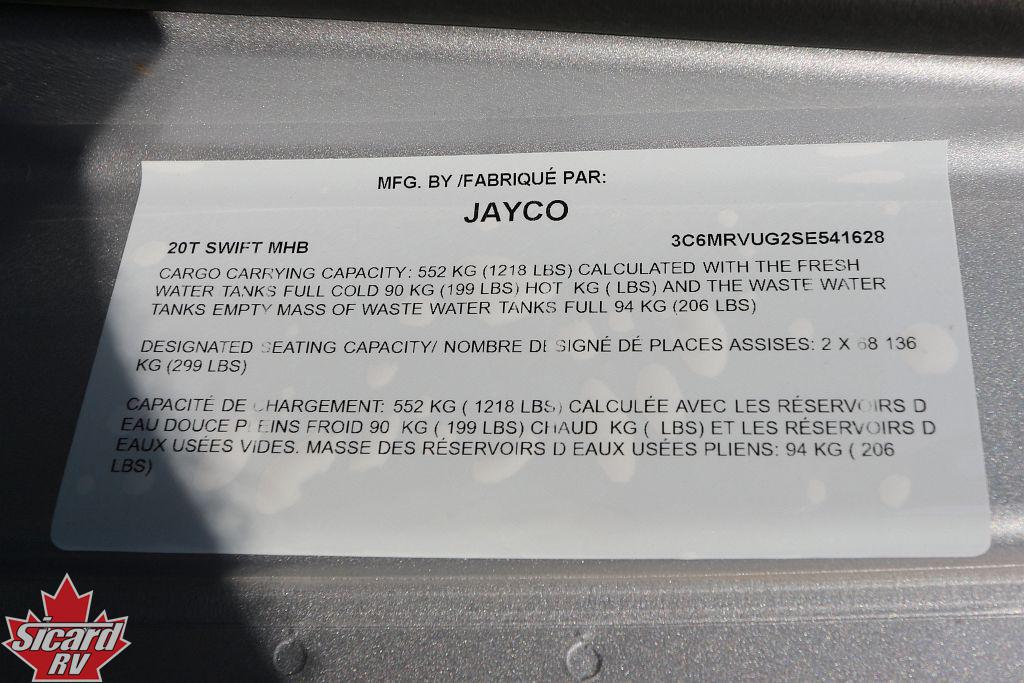 MFG. BY /FABRIQUÉ PAR:
JAYCO
20T SWIFT MHB 3C6MRVUG2SE541628
CARGO CARRYING CAPACITY: 552 KG (1218 LBS) CALCULATED WITH THE FRESH
WATER TANKS FULL COLD 90 KG (199 LBS) HOT KG ( LBS) AND THE WASTE WATER
TANKS EMPTY MASS OF WASTE WATER TANKS FULL 94 KG (206 LBS)
DESIGNATED SEATING CAPACITY/ NOMBRE DÉSIGNÉ DÉ PLACES ASSISES: 2 X 68 136
KG (299 LBS)
CAPACITÉ DE CHARGEMENT: 552 KG ( 1218 LBS) CALCULÉE AVEC LES RÉSERVOIRS D
EAU DOUCE PLEINS FROID 90 KG ( 199 LBS) CHAUD KG ( LBS) ET LES RÉSERVOIRS D
EAUX USÉES VIDES. MASSE DES RÉSERVOIRS D EAUX USÉES PLIENS: 94 KG ( 206
LBS)
Sicard
RV